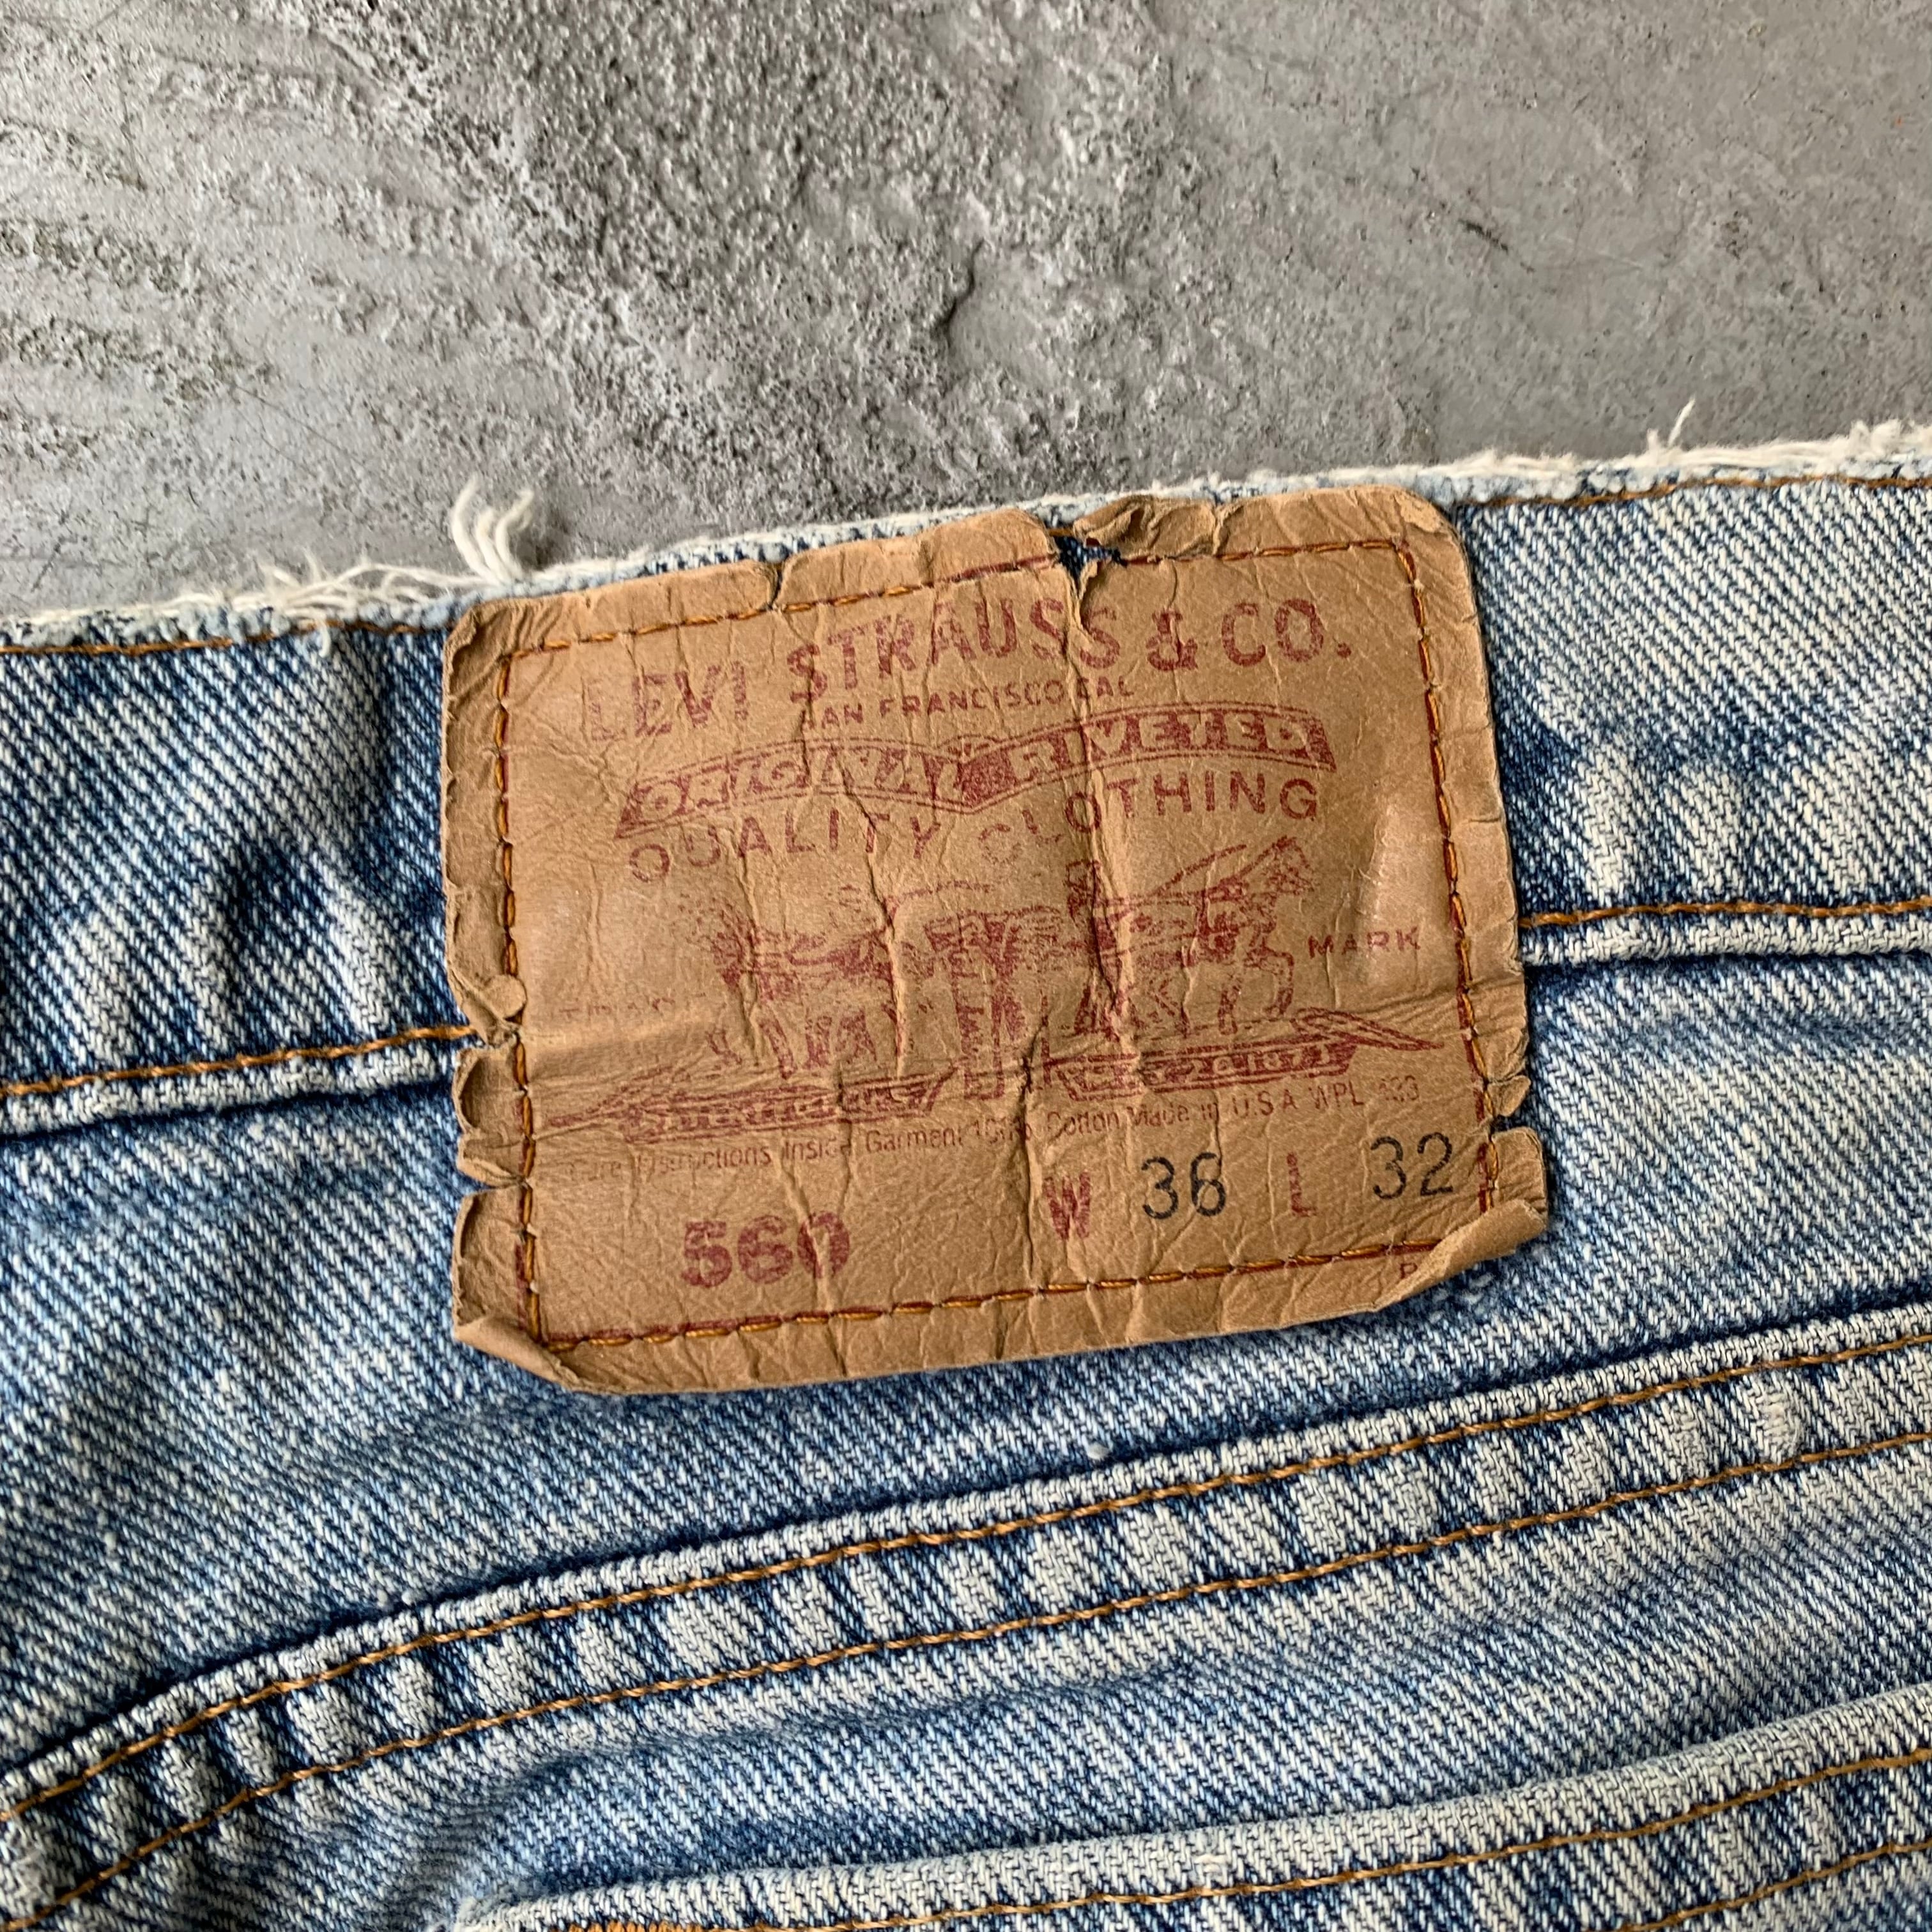 LEVI STRAUSS & CO.
SAN FRANCISCO CAL
ORIGINAL RIVETED
QUALITY CLOTHING
MARK
Care Instructions Inside Garment 100% Cotton Made in U.S.A WPL 423
560 W 36 L 32